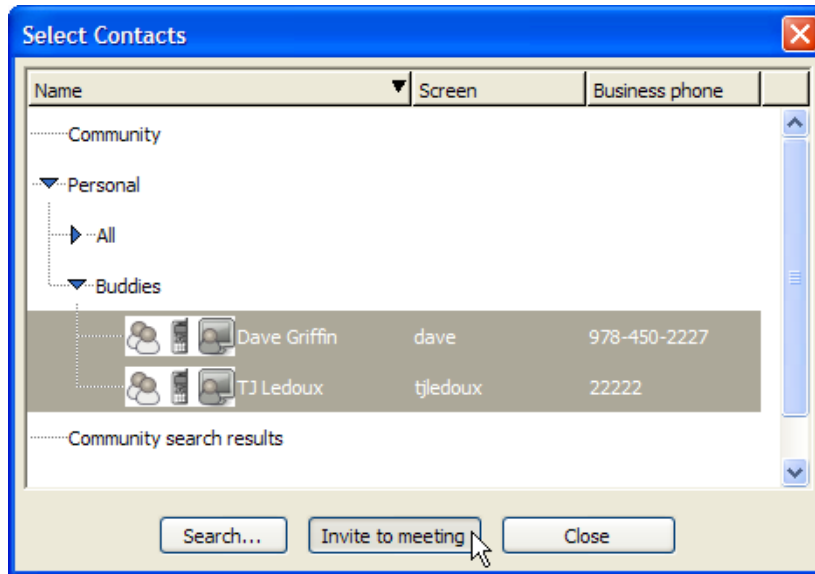 Select Contacts
Name Screen Business phone
Community
Personal
All
Buddies
Dave Griffin dave 978-450-2227
TJ Ledoux tjledoux 22222
Community search results
Search... Invite to meeting Close